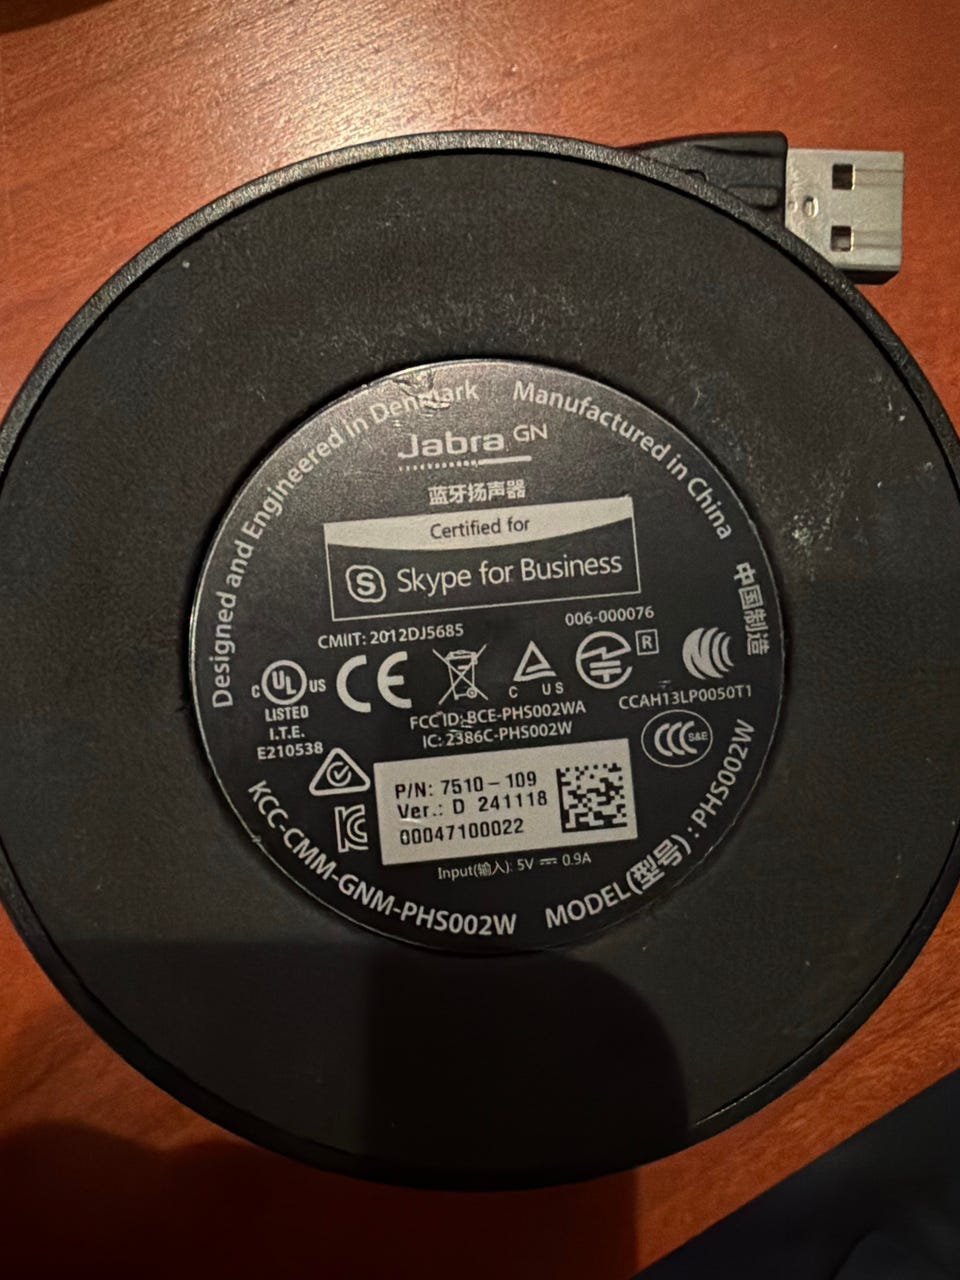 Designed and Engineered in Denmark
Manufactured in China
中国制造
Jabra GN
蓝牙扬声器
Certified for
S Skype for Business
CMIIT: 2012DJ5685
006-000076
R
C UL US
LISTED
I.T.E.
E210538
CE
C US
FCC ID: BCE-PHS002WA
IC: 2386C-PHS002W
CCAH13LP0050T1
CCC S&E
P/N: 7510-109
Ver.: D 241118
00047100022
Input(输入): 5V ⎓ 0.9A
KCC-CMM-GNM-PHS002W
MODEL(型号): PHS002W